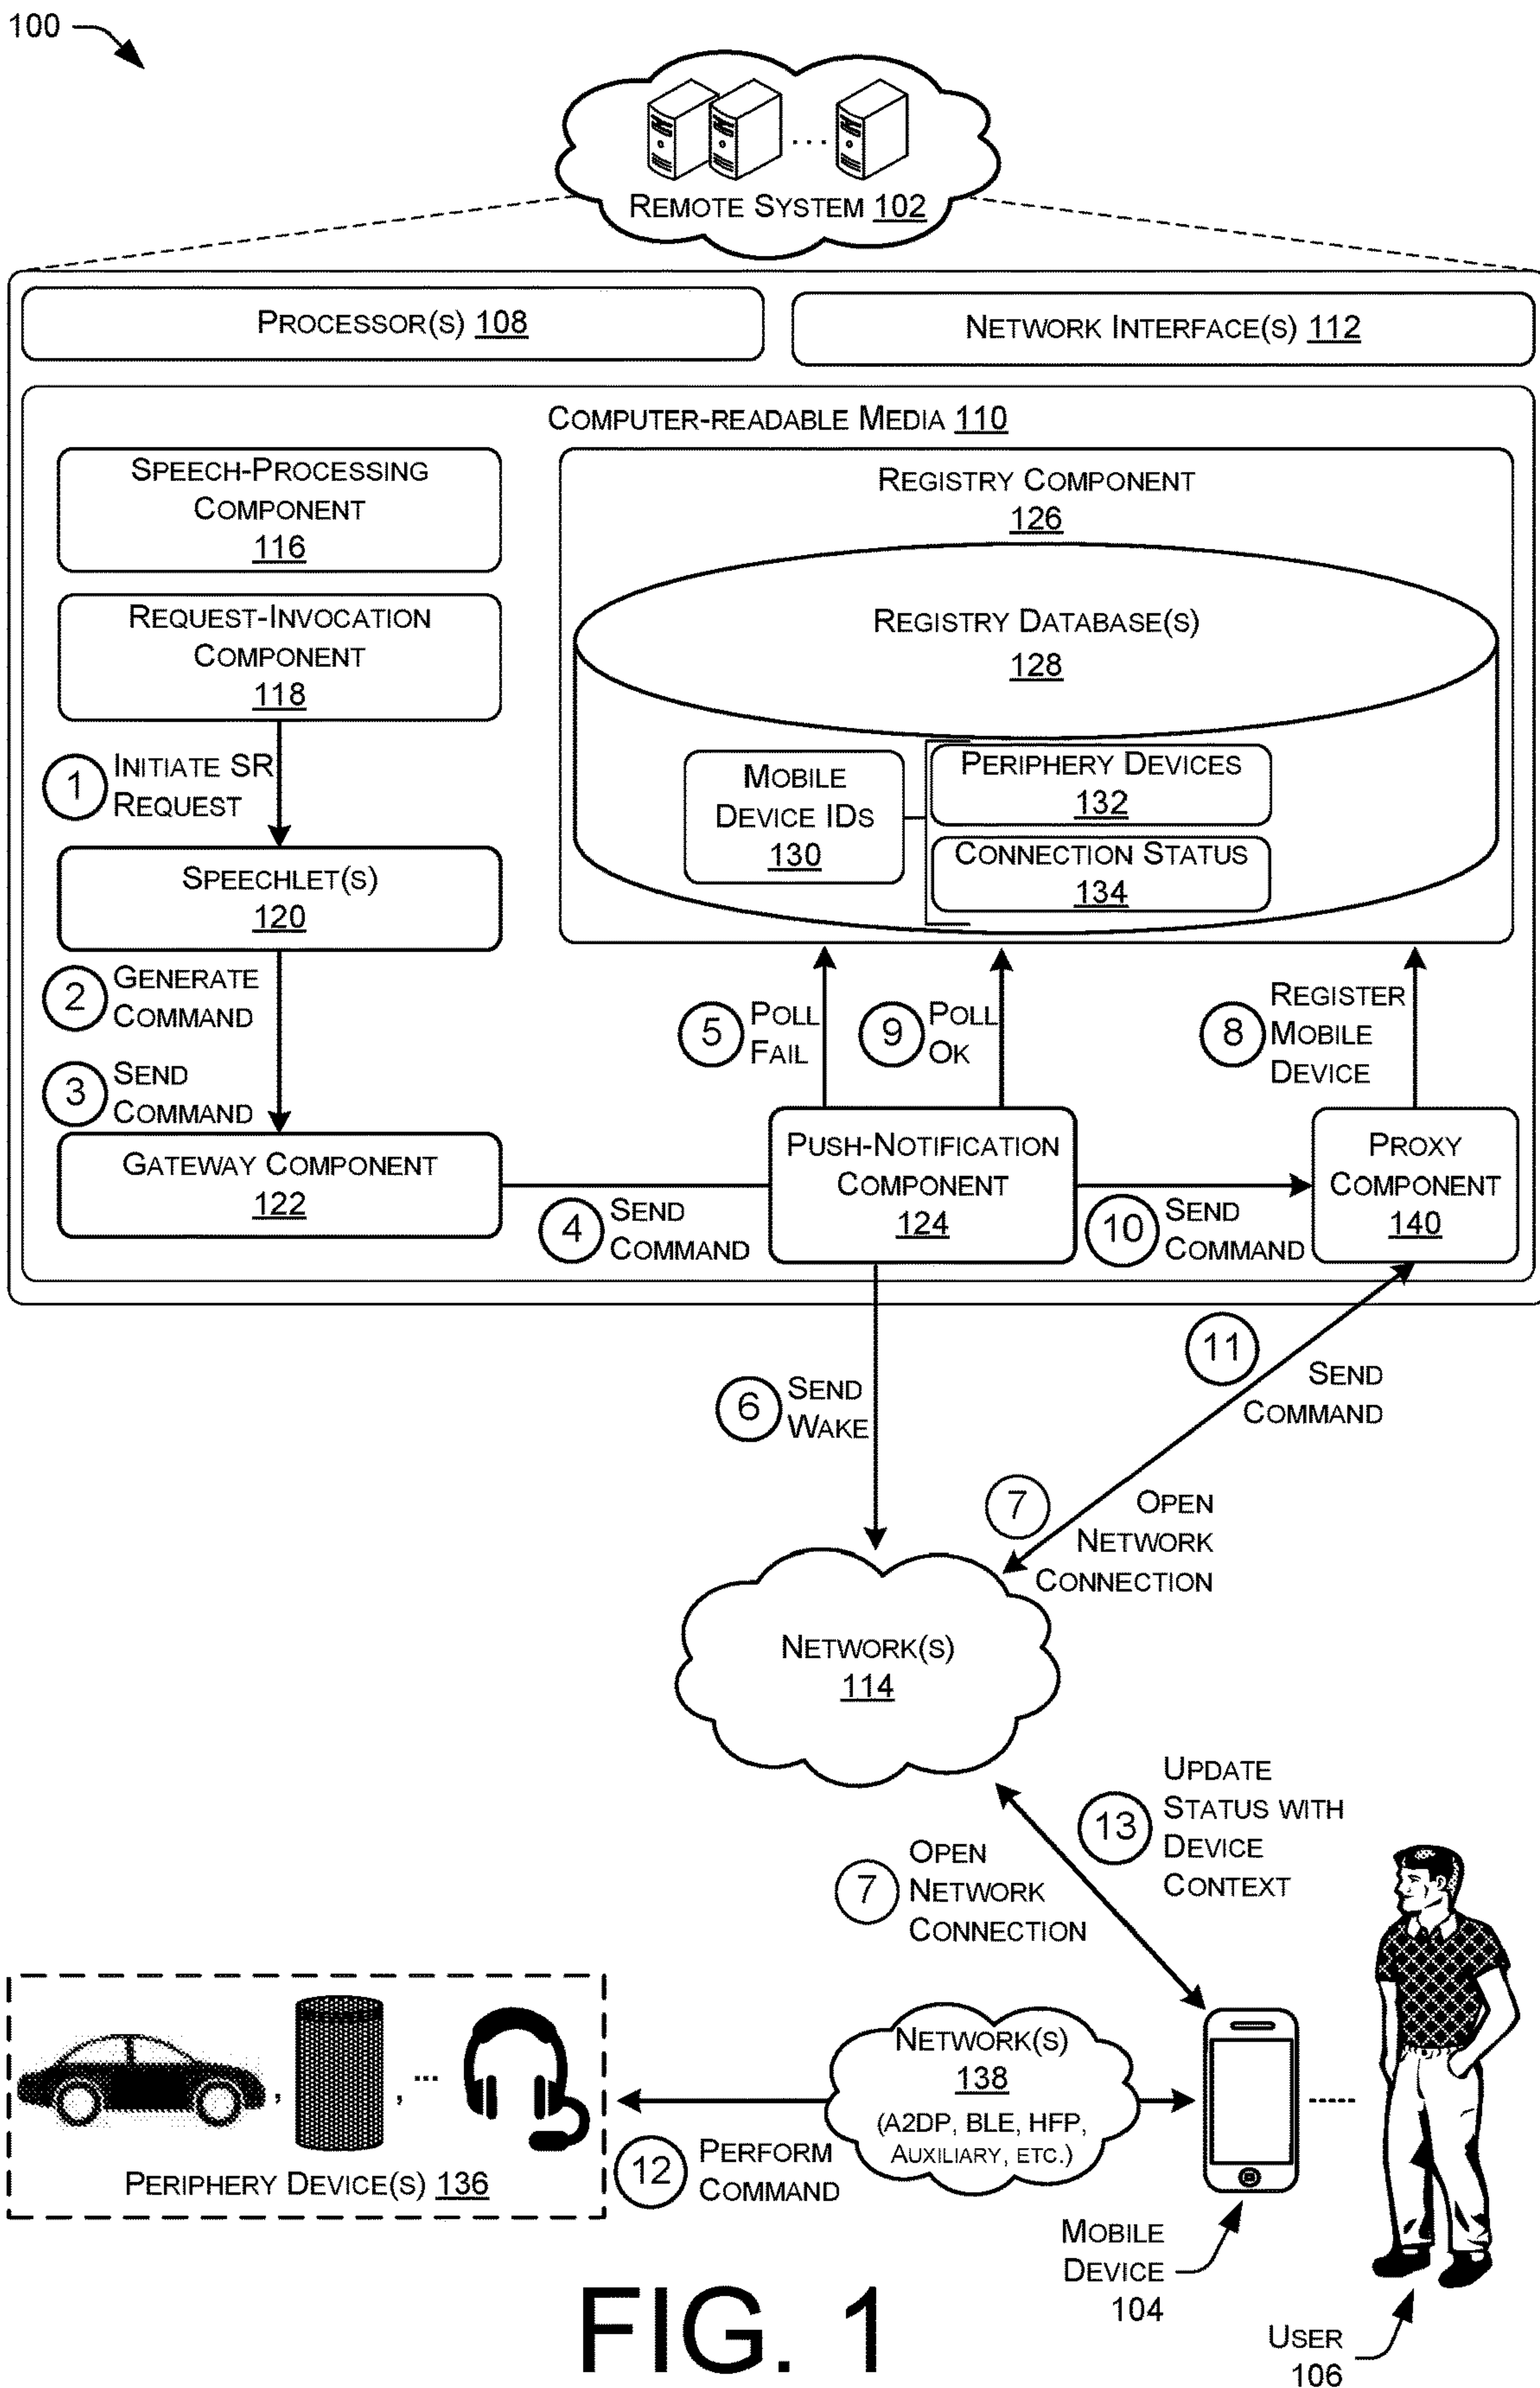 100
REMOTE SYSTEM 102
PROCESSOR(S) 108
NETWORK INTERFACE(S) 112
COMPUTER-READABLE MEDIA 110
SPEECH-PROCESSING
COMPONENT
116
REQUEST-INVOCATION
COMPONENT
118
1
INITIATE SR
REQUEST
SPEECHLET(S)
120
2
GENERATE
COMMAND
3
SEND
COMMAND
GATEWAY COMPONENT
122
REGISTRY COMPONENT
126
REGISTRY DATABASE(S)
128
MOBILE
DEVICE IDS
130
PERIPHERY DEVICES
132
CONNECTION STATUS
134
5
POLL
FAIL
9
POLL
OK
8
REGISTER
MOBILE
DEVICE
4
SEND
COMMAND
PUSH-NOTIFICATION
COMPONENT
124
10
SEND
COMMAND
PROXY
COMPONENT
140
6
SEND
WAKE
11
SEND
COMMAND
7
OPEN
NETWORK
CONNECTION
NETWORK(S)
114
13
UPDATE
STATUS WITH
DEVICE
CONTEXT
7
OPEN
NETWORK
CONNECTION
, , ...
PERIPHERY DEVICE(S) 136
12
PERFORM
COMMAND
NETWORK(S)
138
(A2DP, BLE, HFP,
AUXILIARY, ETC.)
MOBILE
DEVICE
104
USER
106
FIG. 1